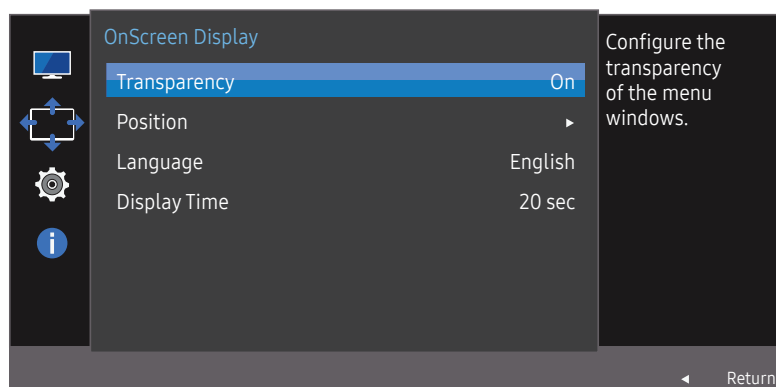 OnScreen Display
Transparency On
Position ▸
Language English
Display Time 20 sec
Configure the
transparency
of the menu
windows.
◂ Return